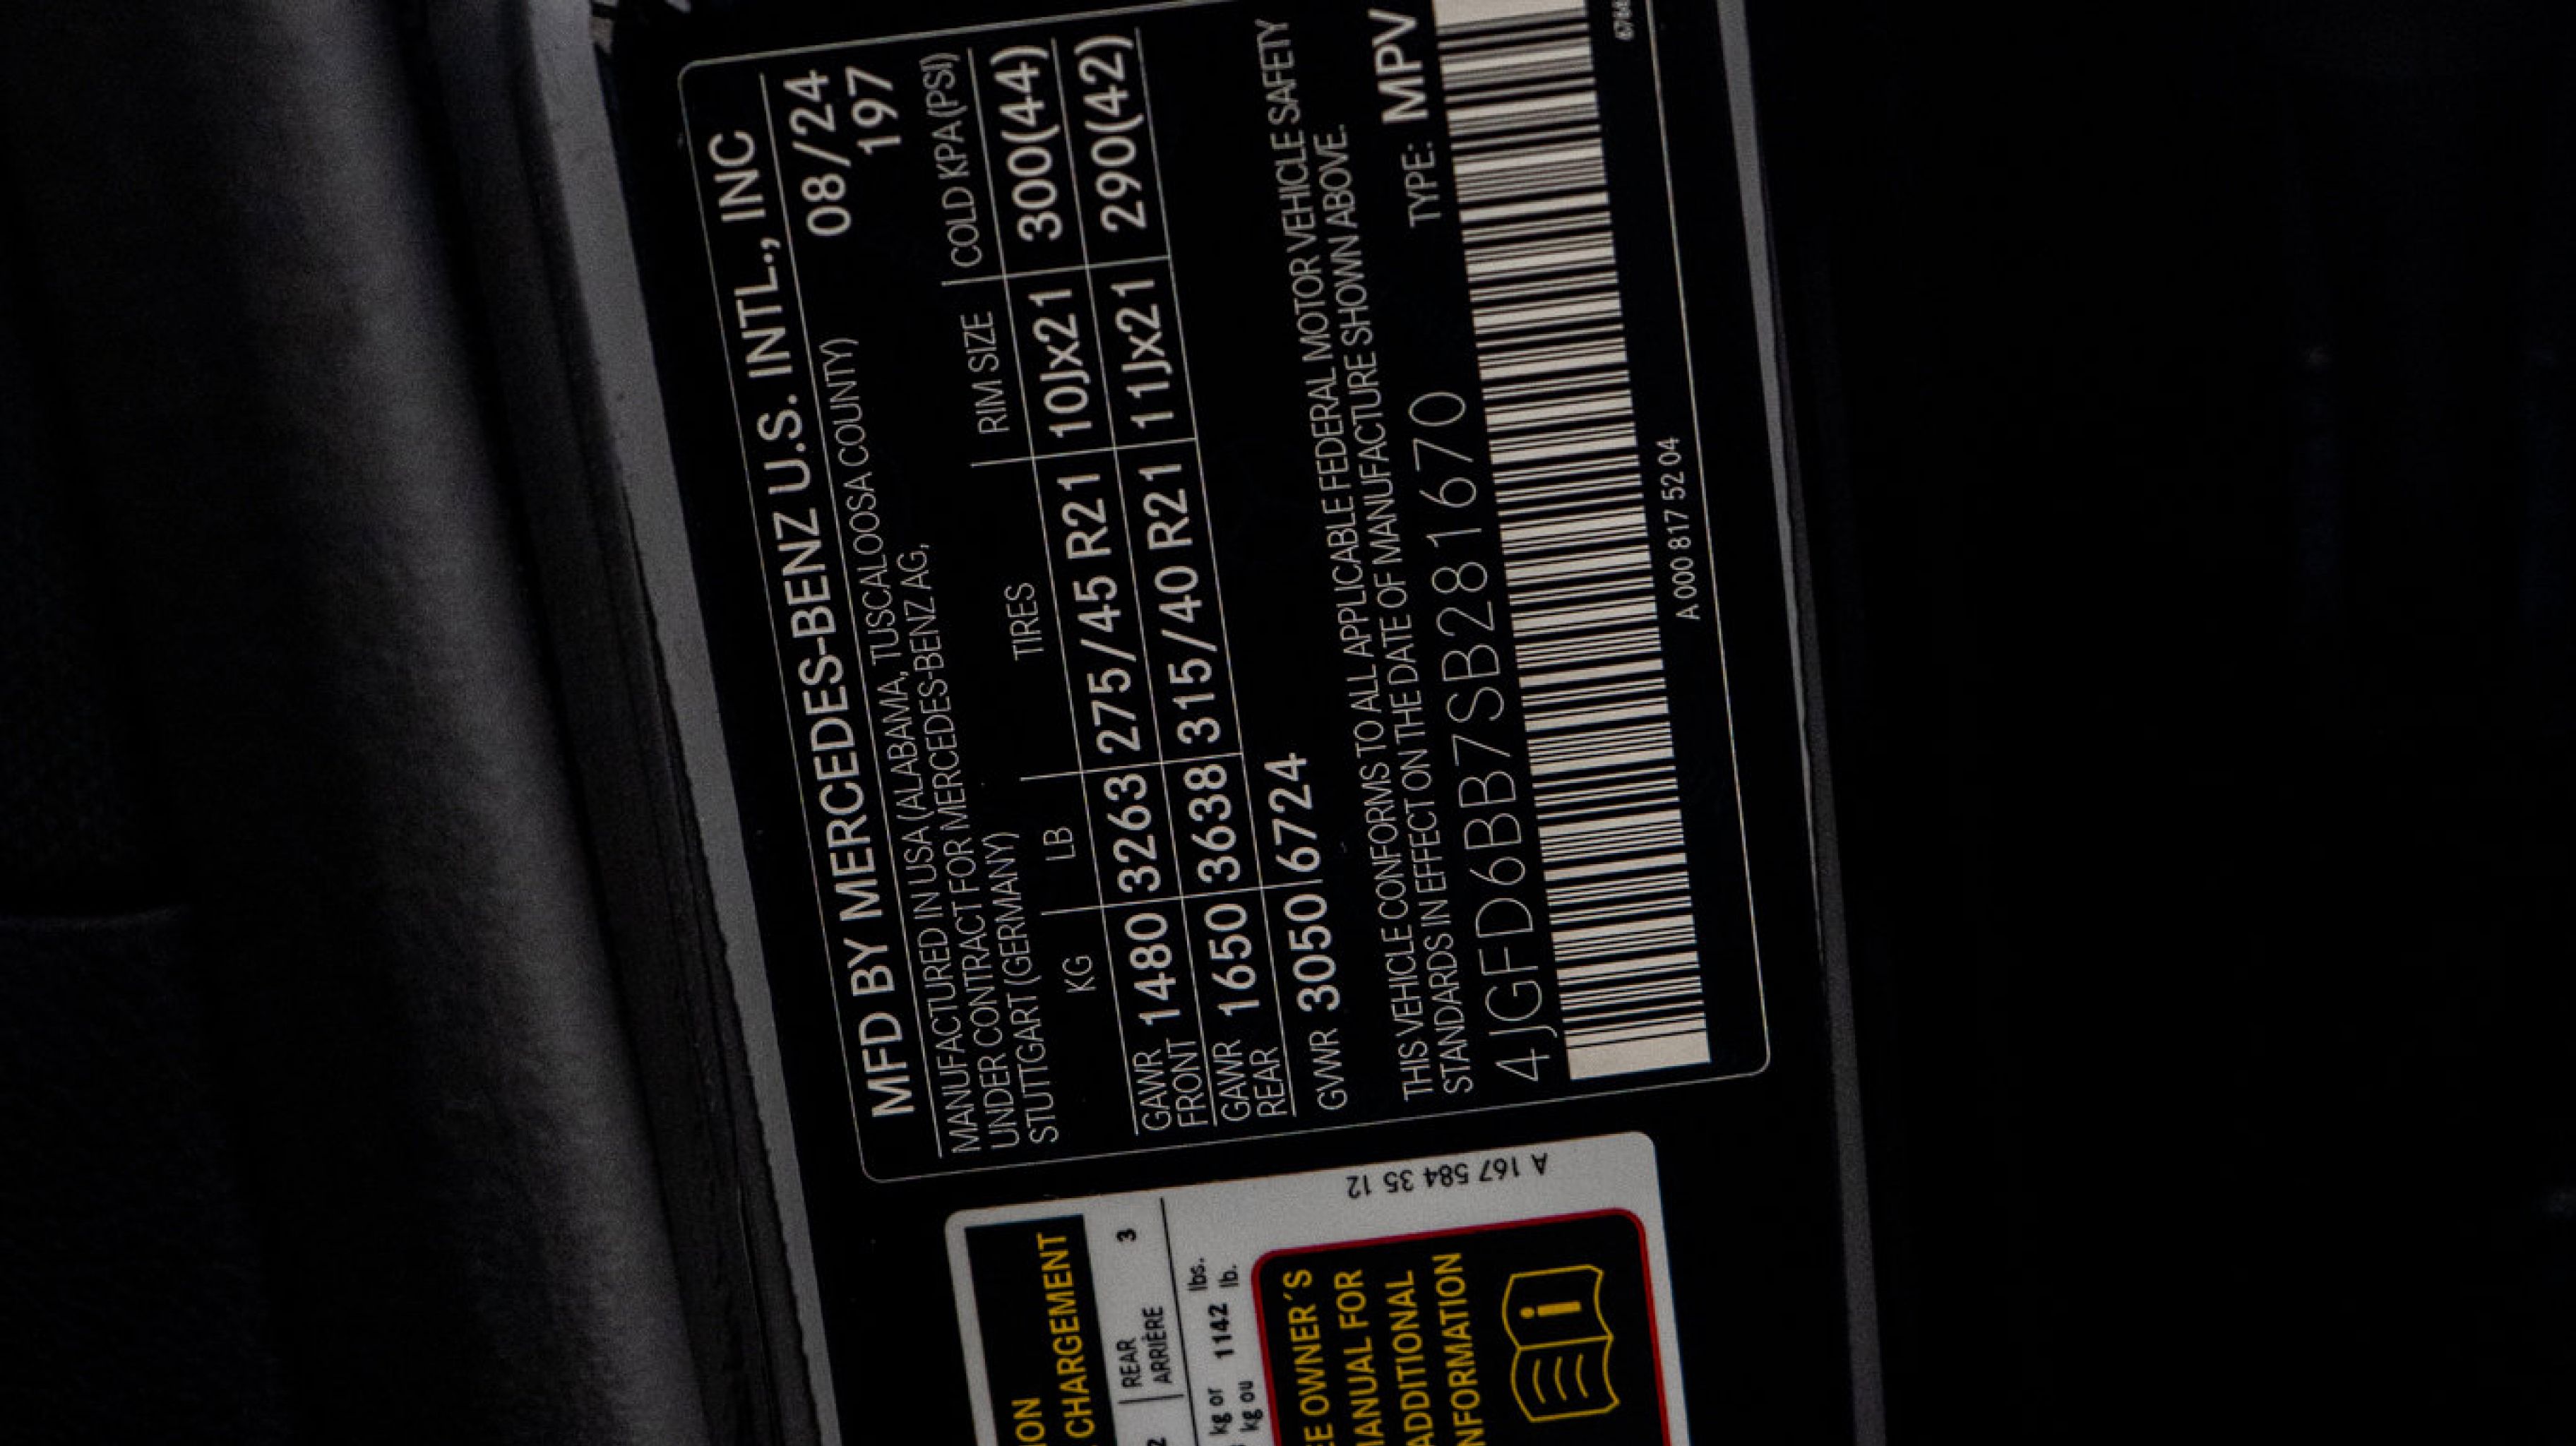 MFD BY MERCEDES-BENZ U.S. INTL., INC
MANUFACTURED IN USA (ALABAMA, TUSCALOOSA COUNTY) 08/24
UNDER CONTRACT FOR MERCEDES-BENZ AG, 197
STUTTGART (GERMANY)
KG LB TIRES RIM SIZE COLD KPA (PSI)
GAWR FRONT 1480 3263 275/45 R21 10Jx21 300(44)
GAWR REAR 1650 3638 315/40 R21 11Jx21 290(42)
GVWR 3050 6724
THIS VEHICLE CONFORMS TO ALL APPLICABLE FEDERAL MOTOR VEHICLE SAFETY
STANDARDS IN EFFECT ON THE DATE OF MANUFACTURE SHOWN ABOVE.
4JGFD6BB7SB281670 TYPE: MPV
A 000 817 52 04
A 167 584 35 12
CHARGEMENT
REAR 3
ARRIÈRE
kg or 1142 lbs.
kg ou lb.
OWNER´S
MANUAL FOR
ADDITIONAL
INFORMATION
i